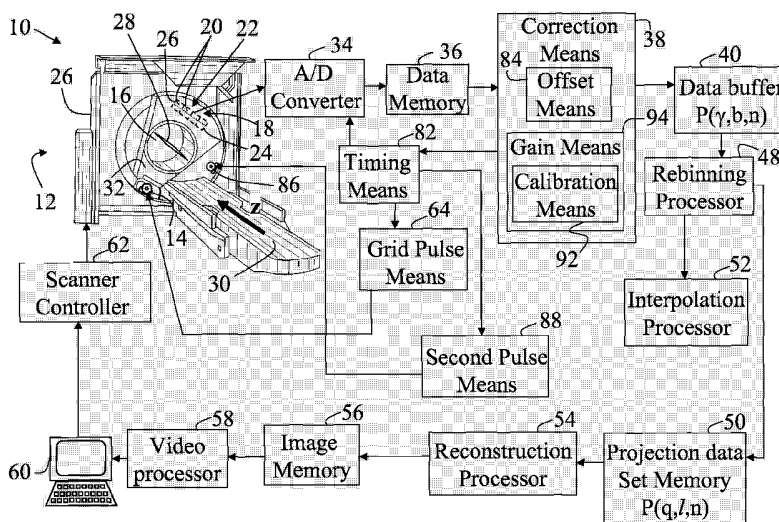 10
28
26
20
22
34
36
38
40
A/D
Converter
Data
Memory
Correction
Means
84
Offset
Means
Data buffer
P(γ,b,n)
26
16
18
24
82
94
48
12
32
14
86
Z
30
Timing
Means
Gain Means
Calibration
Means
92
Rebinning
Processor
62
Scanner
Controller
64
Grid Pulse
Means
52
Interpolation
Processor
88
Second Pulse
Means
60
58
Video
processor
56
Image
Memory
54
Reconstruction
Processor
50
Projection data
Set Memory
P(q,l,n)